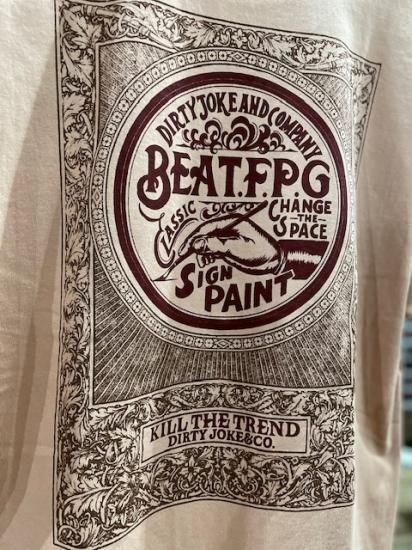 DIRTY JOKE AND COMPANY
BEAT.F.P.G
CLASSIC
CHANGE
THE
SPACE
SIGN
PAINT
KILL THE TREND
DIRTY JOKE&CO.